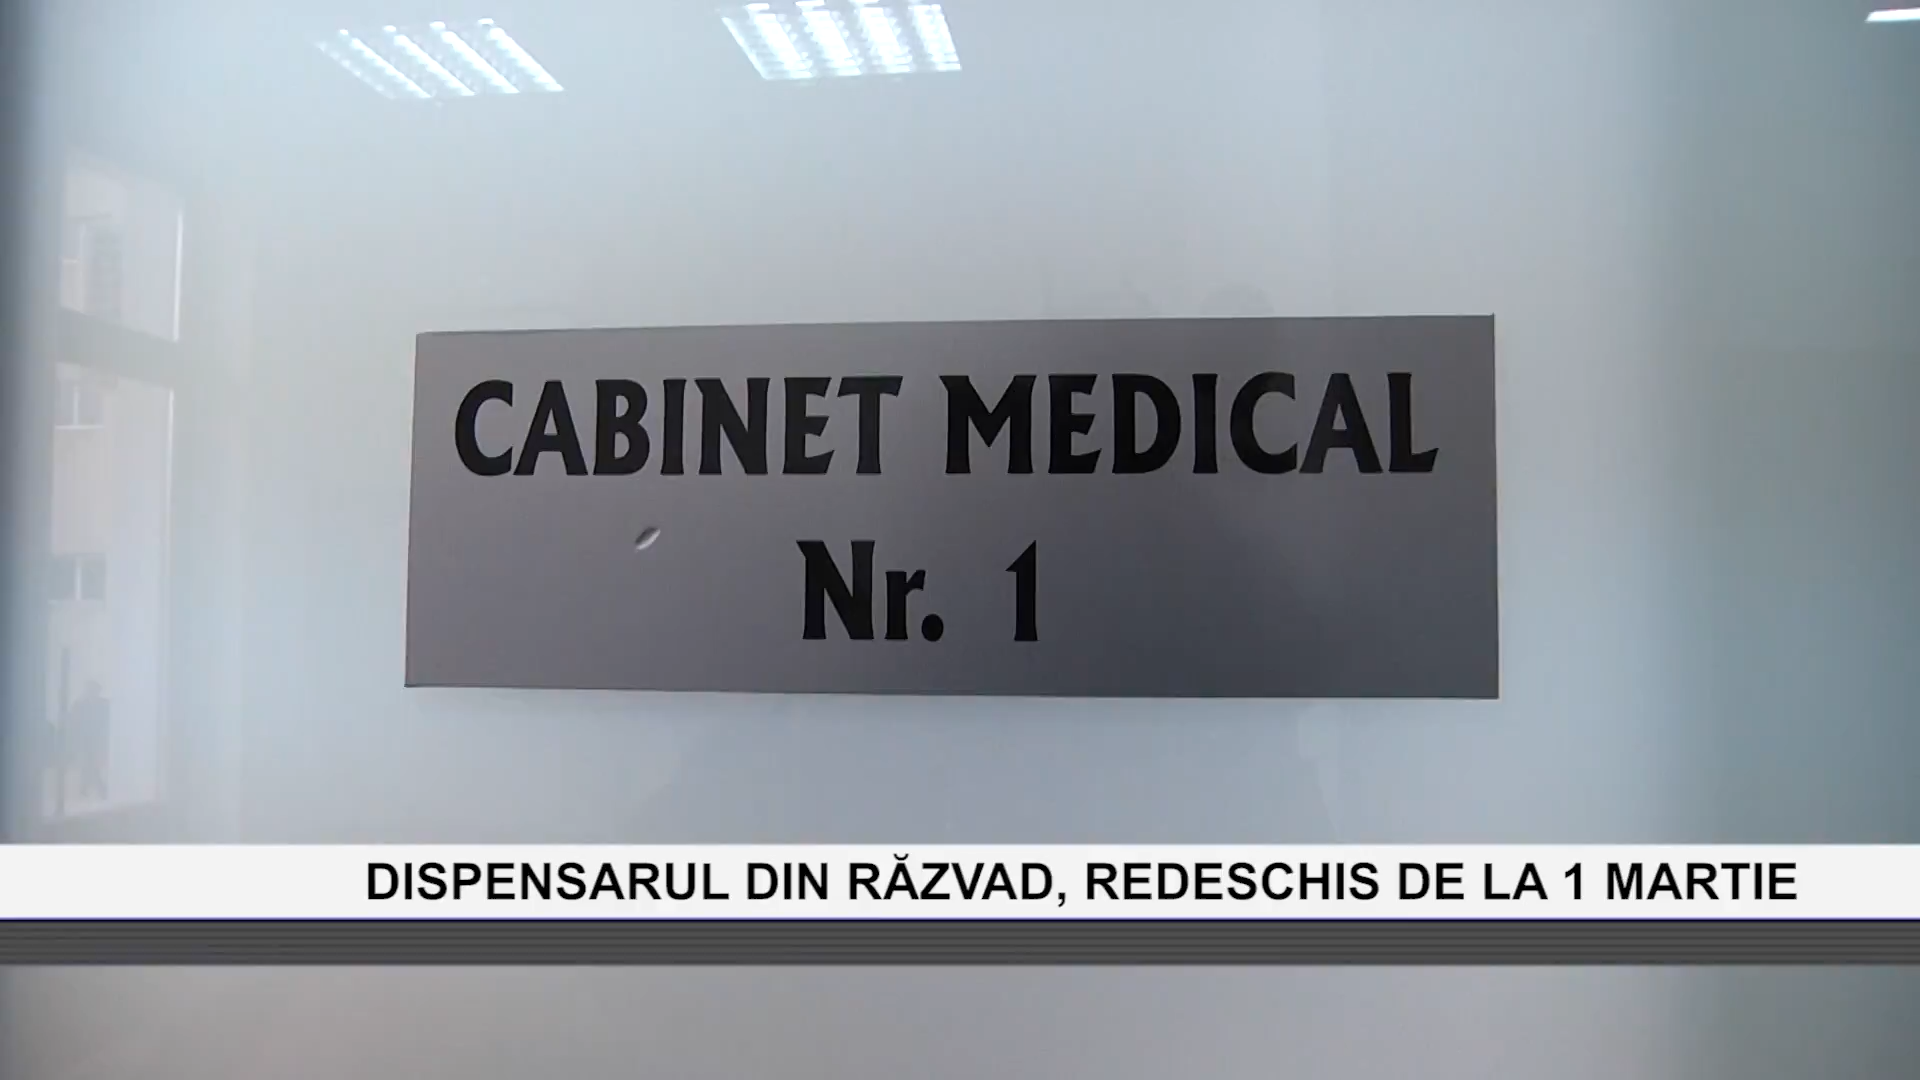 CABINET MEDICAL
Nr. 1
DISPENSARUL DIN RĂZVAD, REDESCHIS DE LA 1 MARTIE